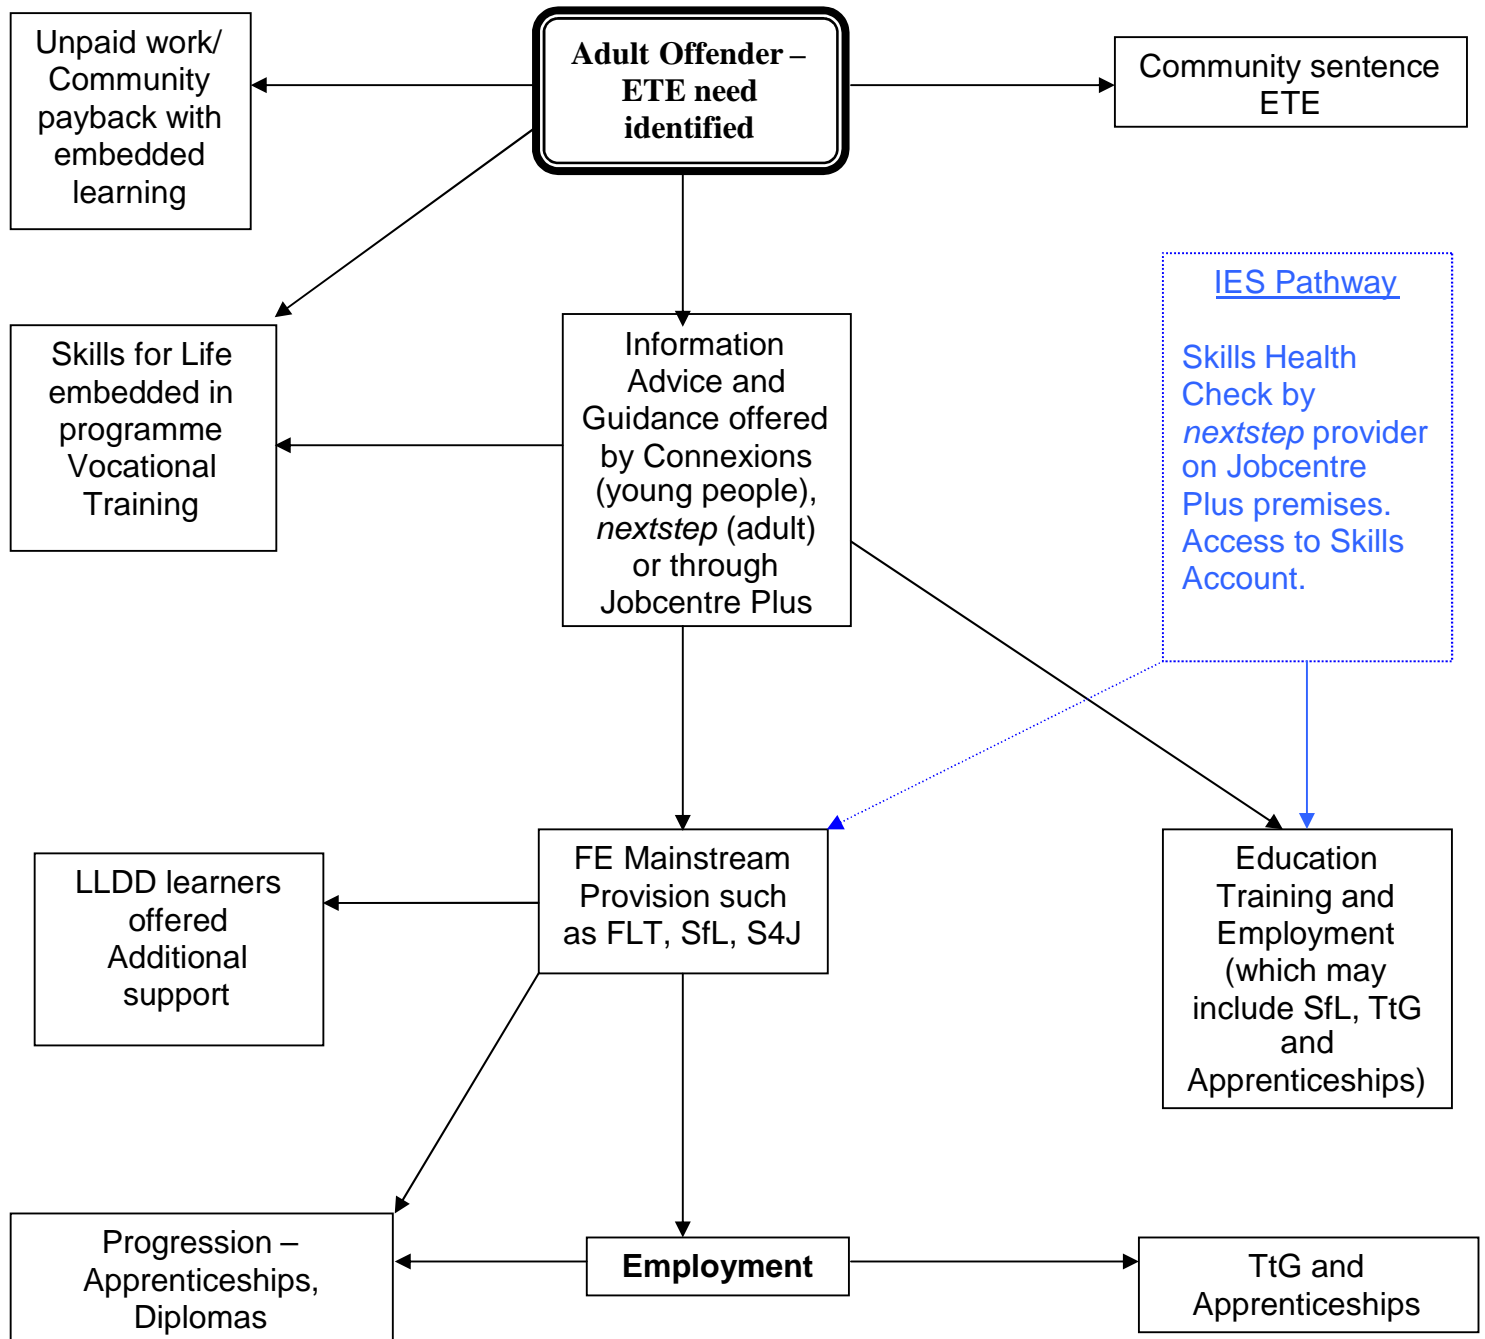 Unpaid work/
Community
payback with
embedded
learning
Adult Offender –
ETE need
identified
Community sentence
ETE
IES Pathway
Skills Health
Check by
nextstep provider
on Jobcentre
Plus premises.
Access to Skills
Account.
Skills for Life
embedded in
programme
Vocational
Training
Information
Advice and
Guidance offered
by Connexions
(young people),
nextstep (adult)
or through
Jobcentre Plus
LLDD learners
offered
Additional
support
FE Mainstream
Provision such
as FLT, SfL, S4J
Education
Training and
Employment
(which may
include SfL, TtG
and
Apprenticeships)
Progression –
Apprenticeships,
Diplomas
Employment
TtG and
Apprenticeships